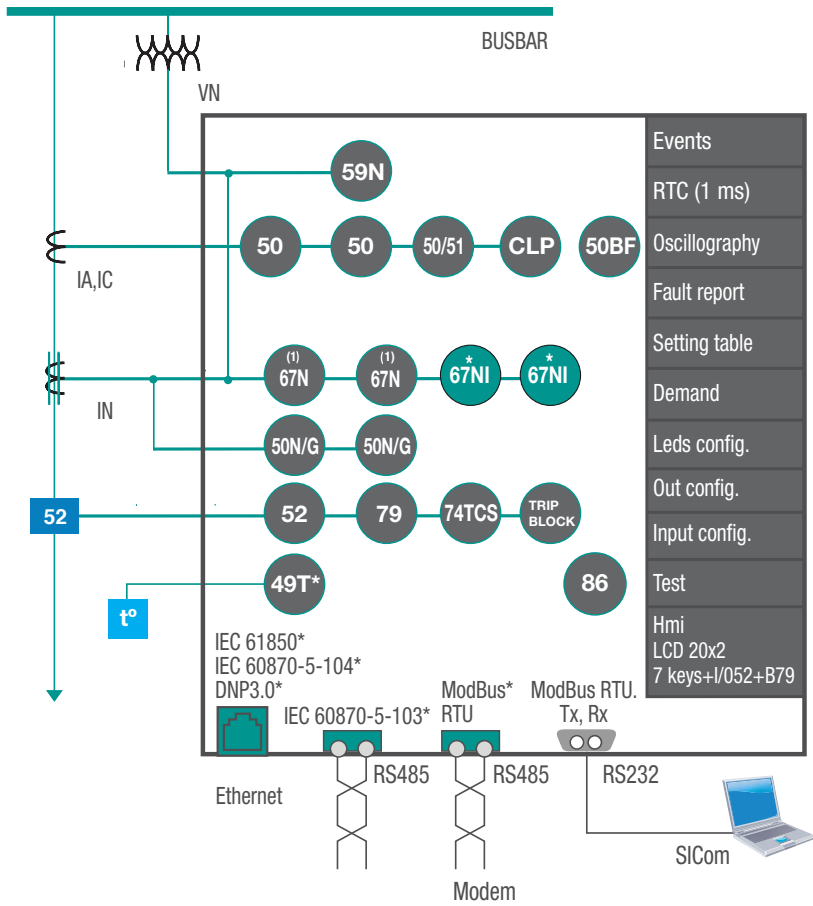 BUSBAR
VN
Events
59N
RTC (1 ms)
50
50
50/51
CLP
50BF
Oscillography
IA,IC
Fault report
Setting table
(1)
67N
(1)
67N
*
67NI
*
67NI
Demand
IN
50N/G
50N/G
Leds config.
Out config.
52
52
79
74TCS
TRIP
BLOCK
Input config.
49T*
86
Test
tº
Hmi
LCD 20x2
7 keys+I/052+B79
IEC 61850*
IEC 60870-5-104*
DNP3.0*
IEC 60870-5-103*
ModBus*
RTU
ModBus RTU.
Tx, Rx
RS485
RS485
RS232
Ethernet
SICom
Modem